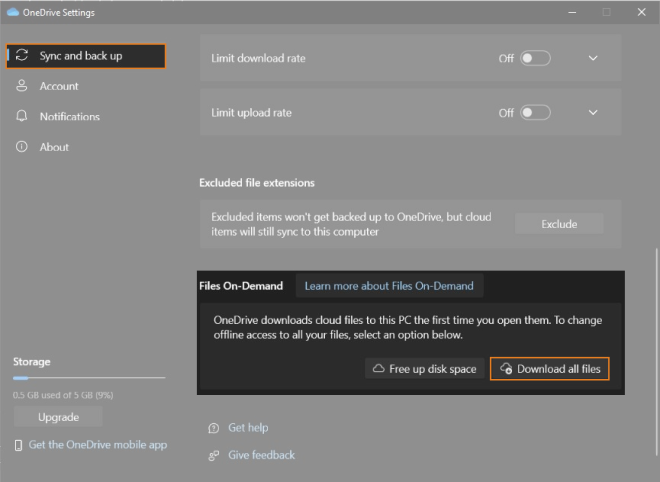 OneDrive Settings
Sync and back up
Account
Notifications
About
Storage
0.5 GB used of 5 GB (9%)
Upgrade
Get the OneDrive mobile app
Limit download rate
Off
Limit upload rate
Off
Excluded file extensions
Excluded items won't get backed up to OneDrive, but cloud
items will still sync to this computer
Exclude
Files On-Demand
Learn more about Files On-Demand
OneDrive downloads cloud files to this PC the first time you open them. To change
offline access to all your files, select an option below.
Free up disk space
Download all files
Get help
Give feedback